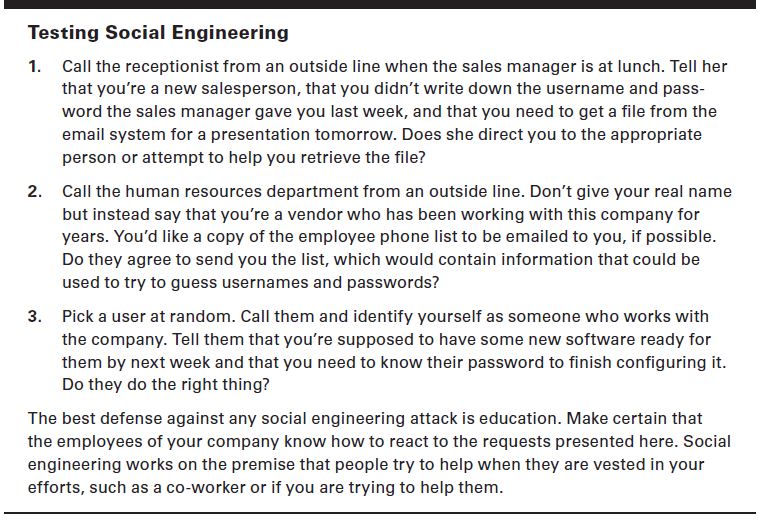 Testing Social Engineering
1. Call the receptionist from an outside line when the sales manager is at lunch. Tell her
that you’re a new salesperson, that you didn’t write down the username and pass-
word the sales manager gave you last week, and that you need to get a file from the
email system for a presentation tomorrow. Does she direct you to the appropriate
person or attempt to help you retrieve the file?
2. Call the human resources department from an outside line. Don’t give your real name
but instead say that you’re a vendor who has been working with this company for
years. You’d like a copy of the employee phone list to be emailed to you, if possible.
Do they agree to send you the list, which would contain information that could be
used to try to guess usernames and passwords?
3. Pick a user at random. Call them and identify yourself as someone who works with
the company. Tell them that you’re supposed to have some new software ready for
them by next week and that you need to know their password to finish configuring it.
Do they do the right thing?
The best defense against any social engineering attack is education. Make certain that
the employees of your company know how to react to the requests presented here. Social
engineering works on the premise that people try to help when they are vested in your
efforts, such as a co-worker or if you are trying to help them.